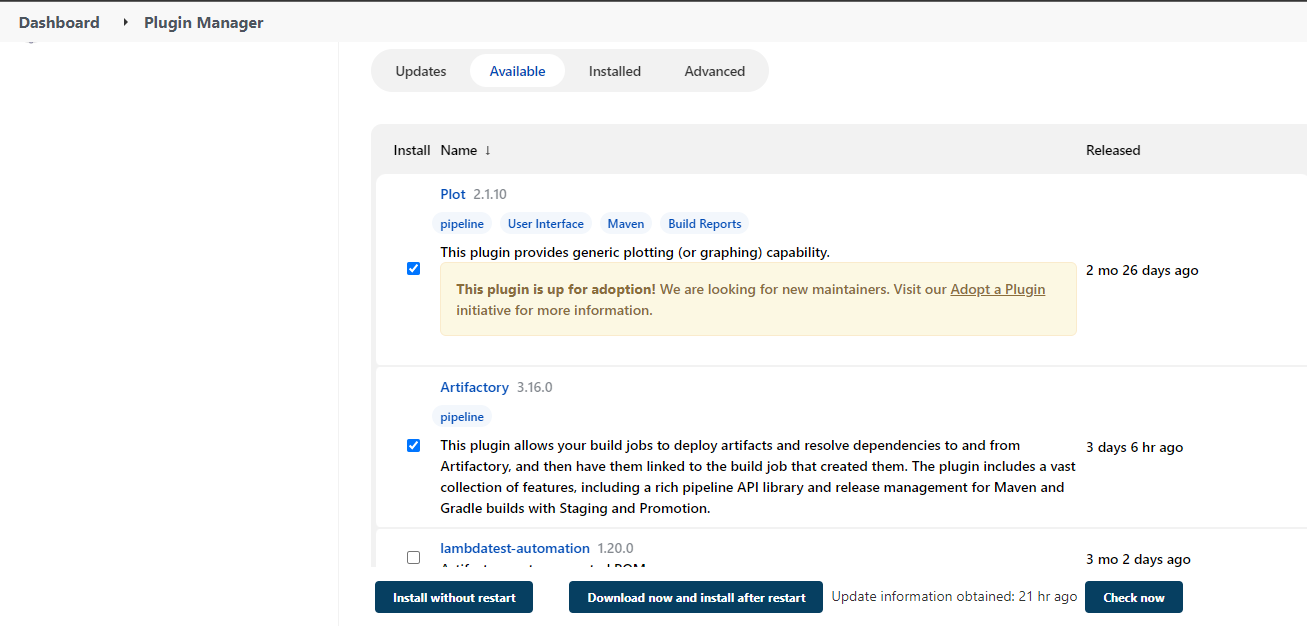 Dashboard Plugin Manager
Updates Available Installed Advanced
Install Name ↓ Released
Plot 2.1.10
pipeline User Interface Maven Build Reports
This plugin provides generic plotting (or graphing) capability.
2 mo 26 days ago
This plugin is up for adoption! We are looking for new maintainers. Visit our Adopt a Plugin
initiative for more information.
Artifactory 3.16.0
pipeline
This plugin allows your build jobs to deploy artifacts and resolve dependencies to and from
Artifactory, and then have them linked to the build job that created them. The plugin includes a vast
collection of features, including a rich pipeline API library and release management for Maven and
Gradle builds with Staging and Promotion.
3 days 6 hr ago
lambdatest-automation 1.20.0
3 mo 2 days ago
Install without restart Download now and install after restart Update information obtained: 21 hr ago Check now